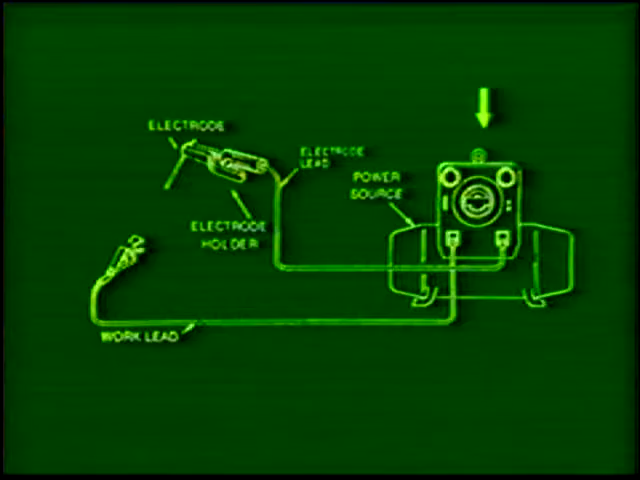 ELECTRODE
ELECTRODE
LEAD
POWER
SOURCE
ELECTRODE
HOLDER
WORK LEAD